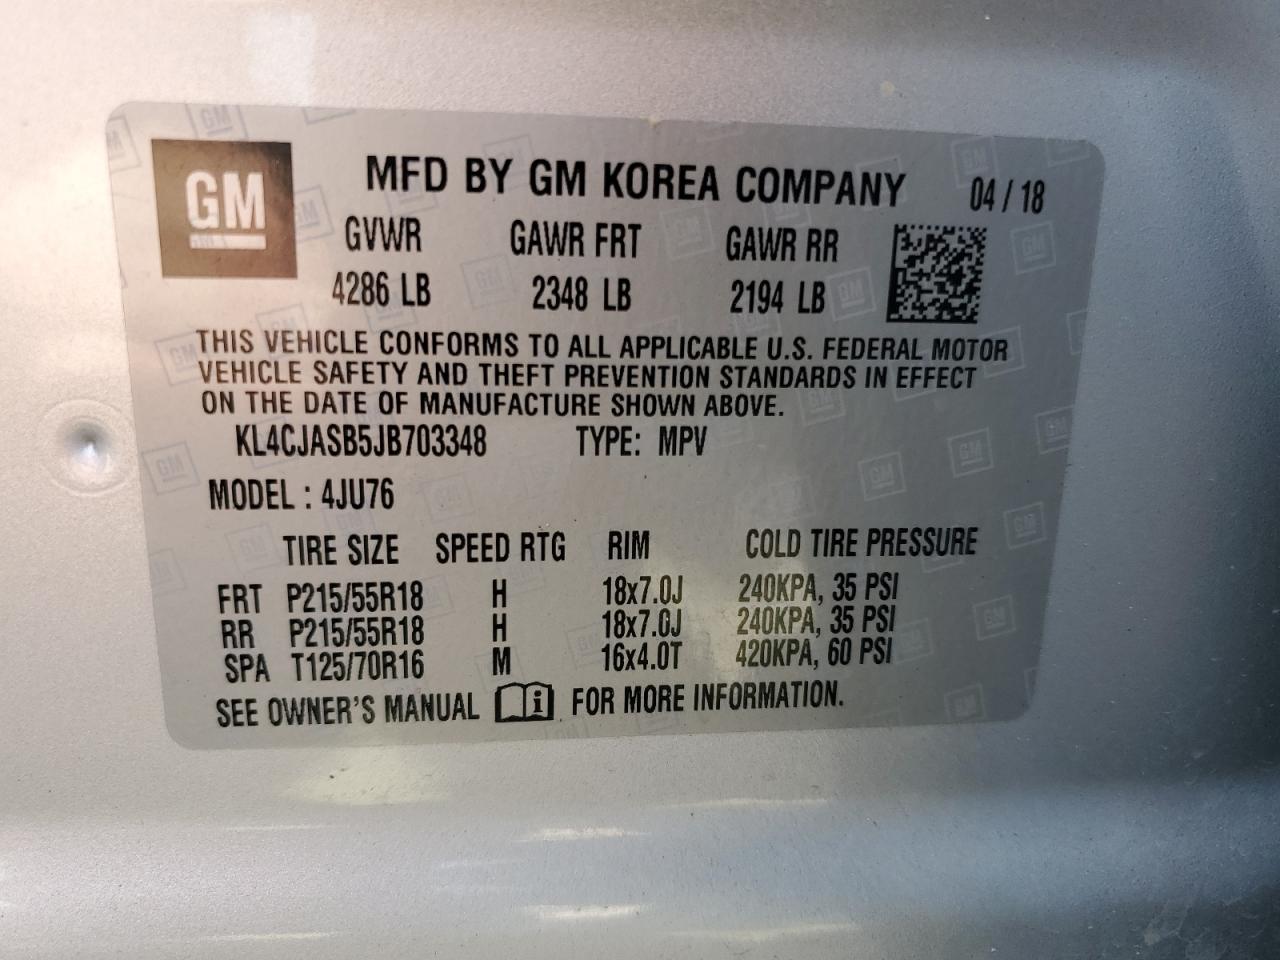 GM
MFD BY GM KOREA COMPANY 04 / 18
GVWR GAWR FRT GAWR RR
4286 LB 2348 LB 2194 LB
THIS VEHICLE CONFORMS TO ALL APPLICABLE U.S. FEDERAL MOTOR
VEHICLE SAFETY AND THEFT PREVENTION STANDARDS IN EFFECT
ON THE DATE OF MANUFACTURE SHOWN ABOVE.
KL4CJASB5JB703348 TYPE: MPV
MODEL : 4JU76
TIRE SIZE SPEED RTG RIM COLD TIRE PRESSURE
FRT P215/55R18 H 18x7.0J 240KPA, 35 PSI
RR P215/55R18 H 18x7.0J 240KPA, 35 PSI
SPA T125/70R16 M 16x4.0T 420KPA, 60 PSI
SEE OWNER'S MANUAL i FOR MORE INFORMATION.